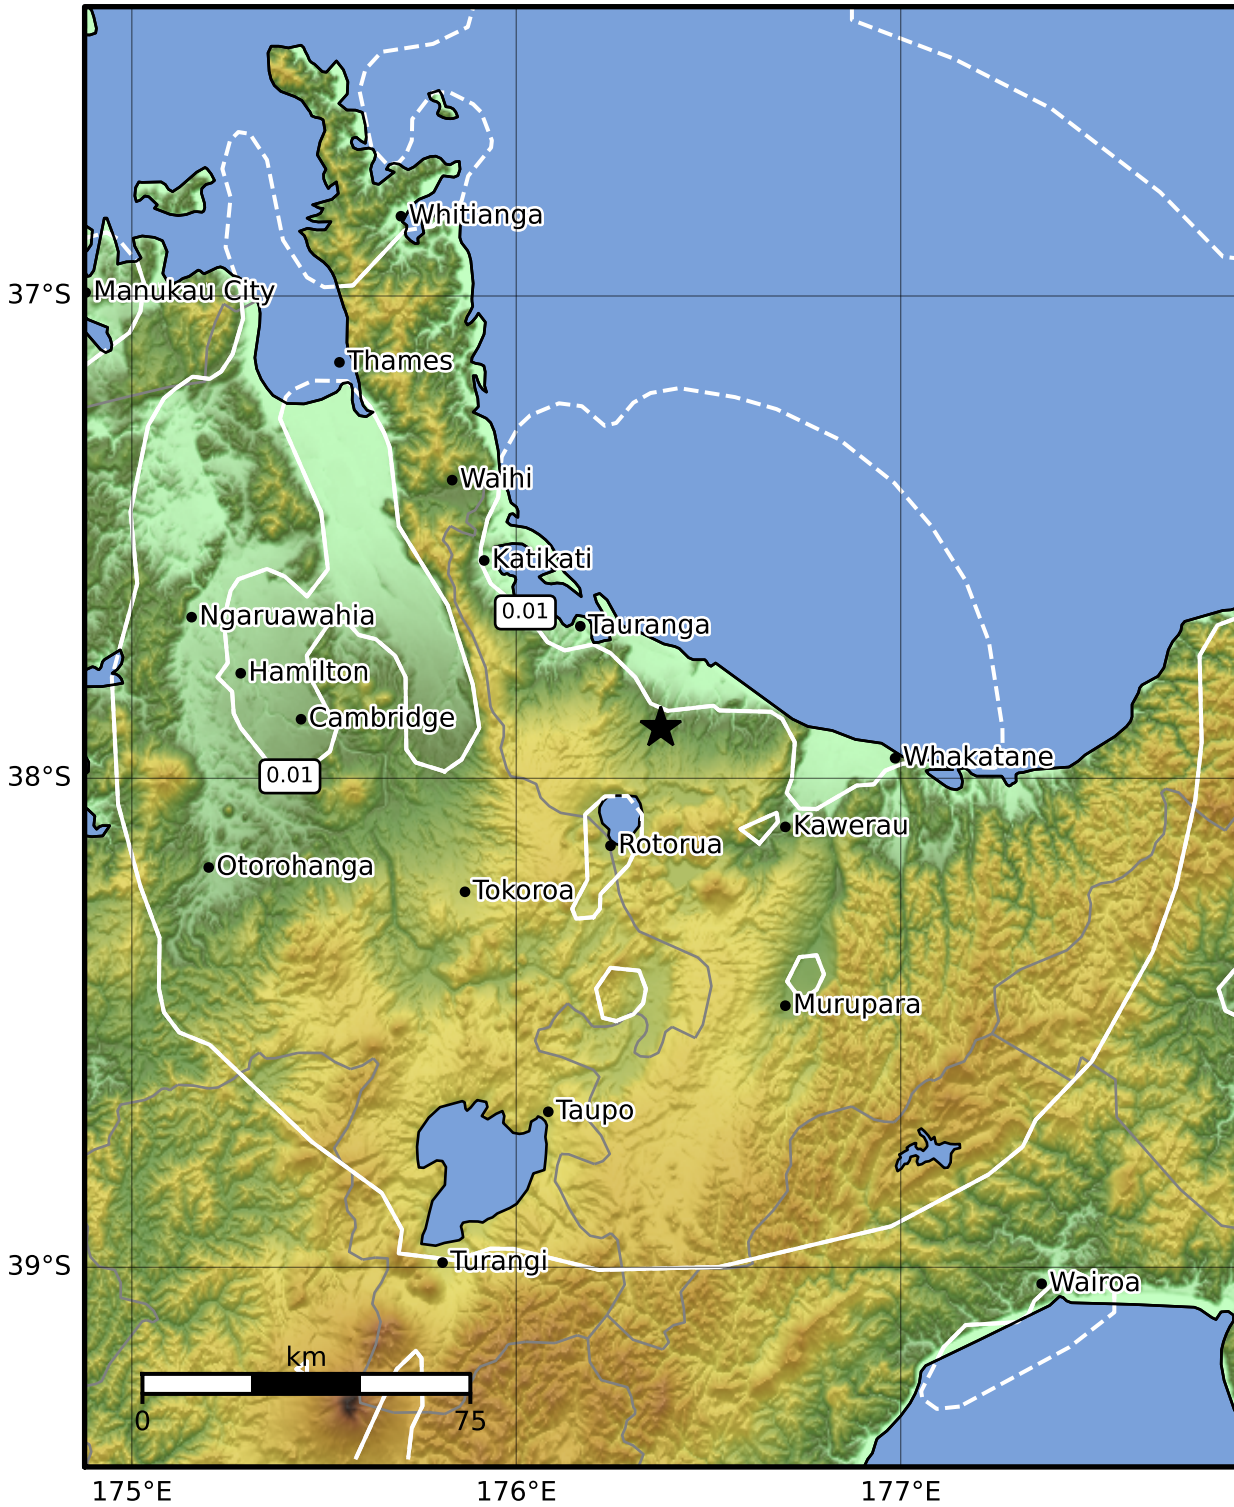 Whitianga
37°S
Manukau City
Thames
Waihi
Katikati
0.01
Ngaruawahia
Tauranga
Hamilton
Cambridge
Whakatane
38°S
0.01
Kawerau
Rotorua
Otorohanga
Tokoroa
Murupara
Taupo
Turangi
39°S
Wairoa
km
0
75
175°E
176°E
177°E